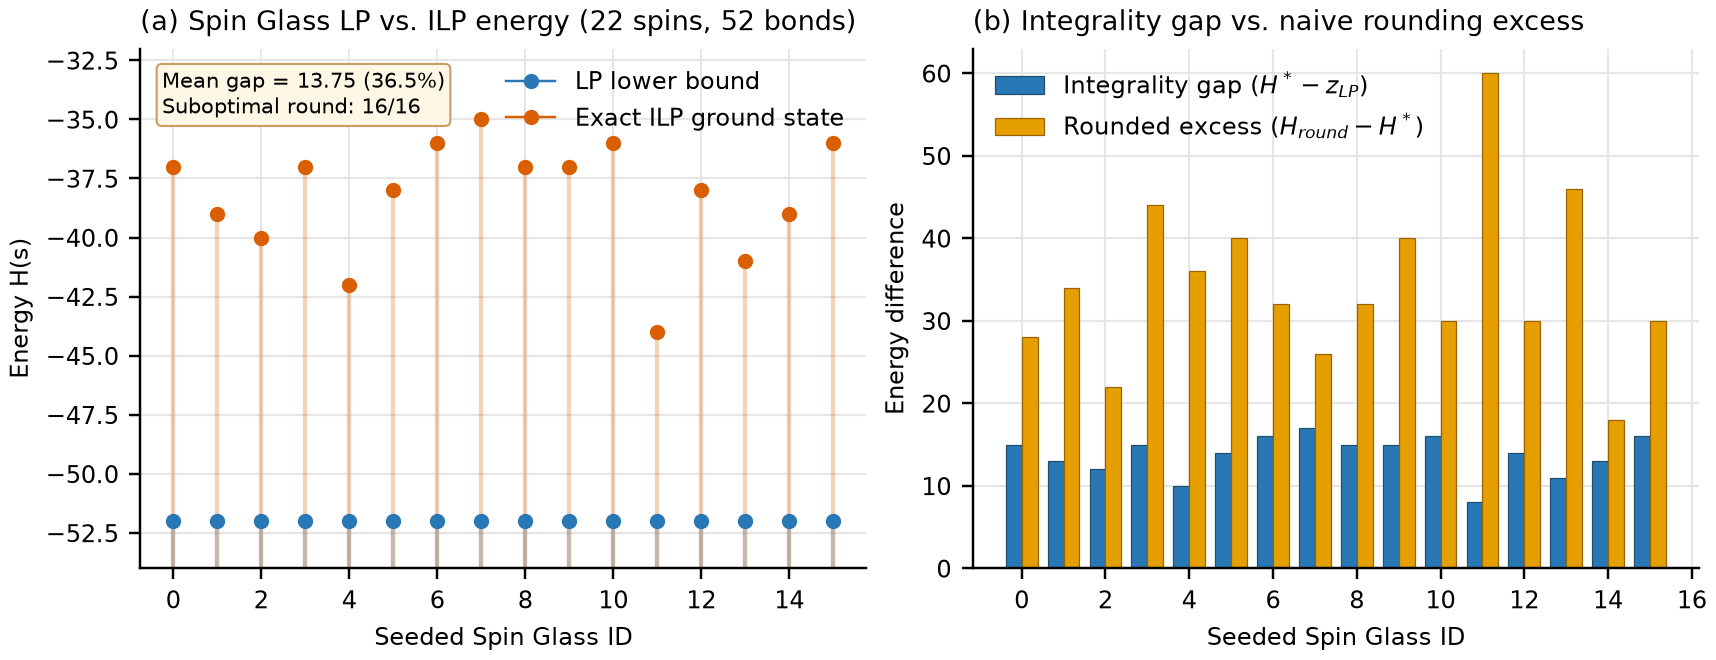 (a) Spin Glass LP vs. ILP energy (22 spins, 52 bonds)
Mean gap = 13.75 (36.5%)
Suboptimal round: 16/16
LP lower bound
Exact ILP ground state
Energy H(s)
−32.5
−35.0
−37.5
−40.0
−42.5
−45.0
−47.5
−50.0
−52.5
0 2 4 6 8 10 12 14
Seeded Spin Glass ID
(b) Integrality gap vs. naive rounding excess
Integrality gap (H* − z_LP)
Rounded excess (H_round − H*)
Energy difference
60
50
40
30
20
10
0
0 2 4 6 8 10 12 14 16
Seeded Spin Glass ID